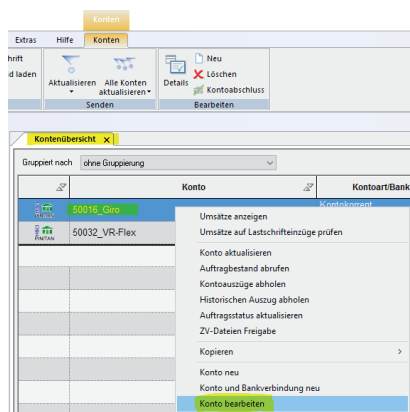 Konten
Extras Hilfe Konten
hrift
d laden
Aktualisieren Alle Konten aktualisieren
Details
Neu
Löschen
Kontoabschluss
Senden Bearbeiten
Kontenübersicht x
Gruppiert nach ohne Gruppierung
Konto Kontoart/Bank
FINTAN 50016_Giro Kontokorrent
FINTAN 50032_VR-Flex
Umsätze anzeigen
Umsätze auf Lastschrifteinzüge prüfen
Konto aktualisieren
Auftragbestand abrufen
Kontoauszüge abholen
Historischen Auszug abholen
Auftragsstatus aktualisieren
ZV-Dateien Freigabe
Kopieren >
Konto neu
Konto und Bankverbindung neu
Konto bearbeiten